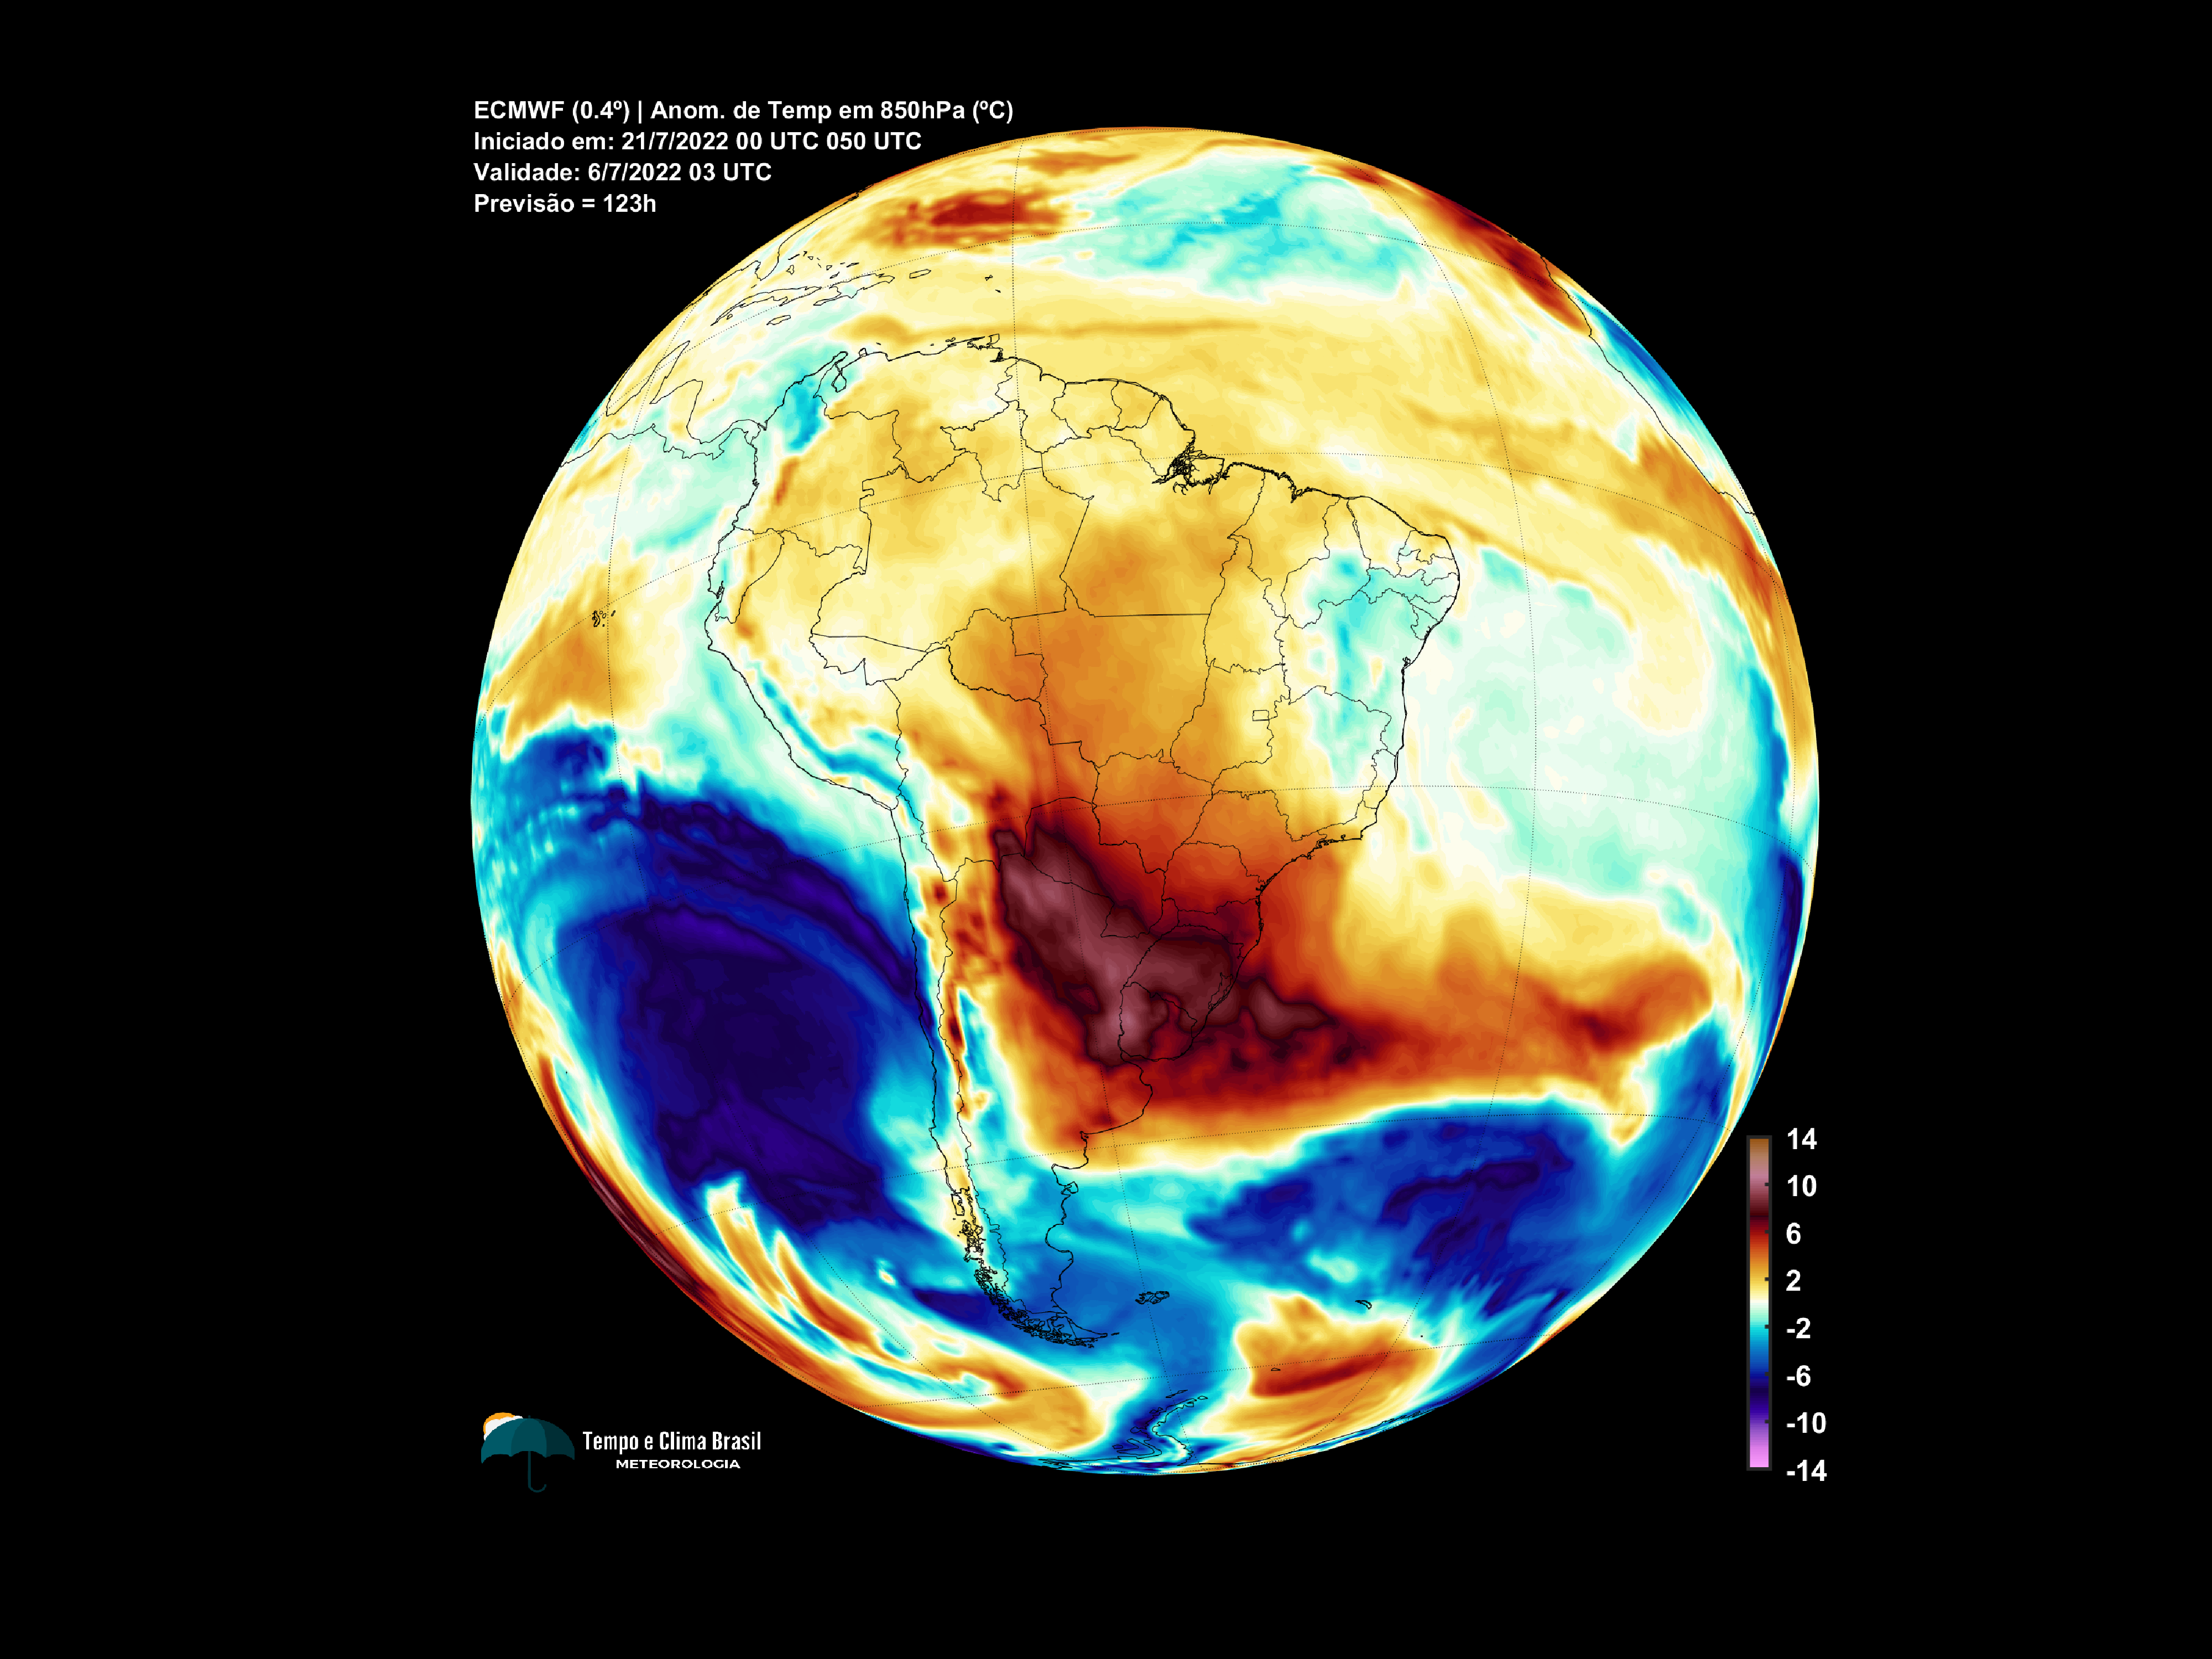 ECMWF (0.4º) | Anom. de Temp em 850hPa (ºC)
Iniciado em: 21/7/2022 00 UTC 050 UTC
Validade: 6/7/2022 03 UTC
Previsão = 123h
14
10
6
2
-2
-6
-10
-14
Tempo e Clima Brasil
METEOROLOGIA